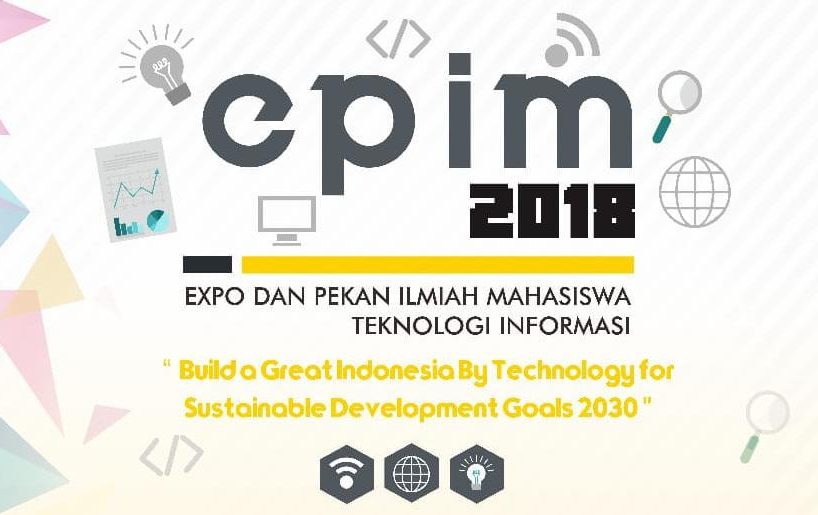 epim
2018
EXPO DAN PEKAN ILMIAH MAHASISWA
TEKNOLOGI INFORMASI
“ Build a Great Indonesia By Technology for
Sustainable Development Goals 2030 "